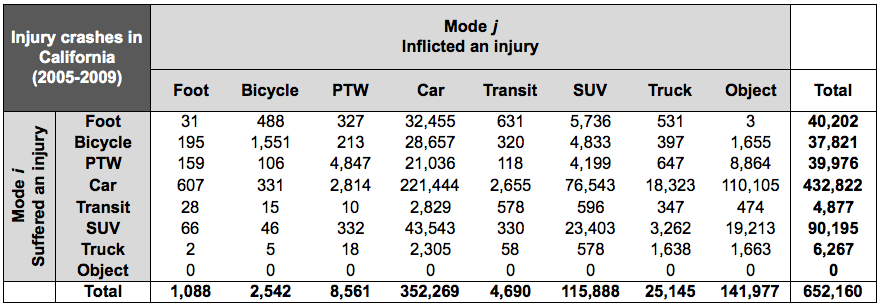 Injury crashes in California (2005-2009)
Mode j
Inflicted an injury
Foot Bicycle PTW Car Transit SUV Truck Object Total
Mode i
Suffered an injury
Foot 31 488 327 32,455 631 5,736 531 3 40,202
Bicycle 195 1,551 213 28,657 320 4,833 397 1,655 37,821
PTW 159 106 4,847 21,036 118 4,199 647 8,864 39,976
Car 607 331 2,814 221,444 2,655 76,543 18,323 110,105 432,822
Transit 28 15 10 2,829 578 596 347 474 4,877
SUV 66 46 332 43,543 330 23,403 3,262 19,213 90,195
Truck 2 5 18 2,305 58 578 1,638 1,663 6,267
Object 0 0 0 0 0 0 0 0 0
Total 1,088 2,542 8,561 352,269 4,690 115,888 25,145 141,977 652,160